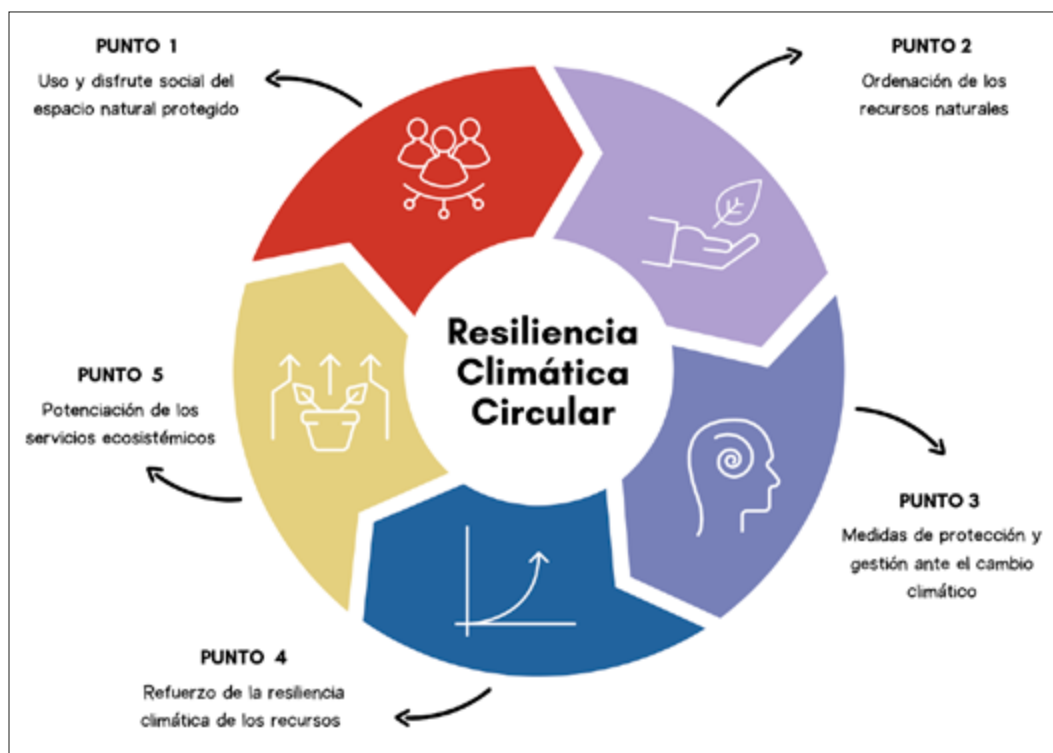 PUNTO 1
Uso y disfrute social del
espacio natural protegido
PUNTO 2
Ordenación de los
recursos naturales
Resiliencia
Climática
Circular
PUNTO 3
Medidas de protección y
gestión ante el cambio
climático
PUNTO 4
Refuerzo de la resiliencia
climática de los recursos
PUNTO 5
Potenciación de los
servicios ecosistémicos